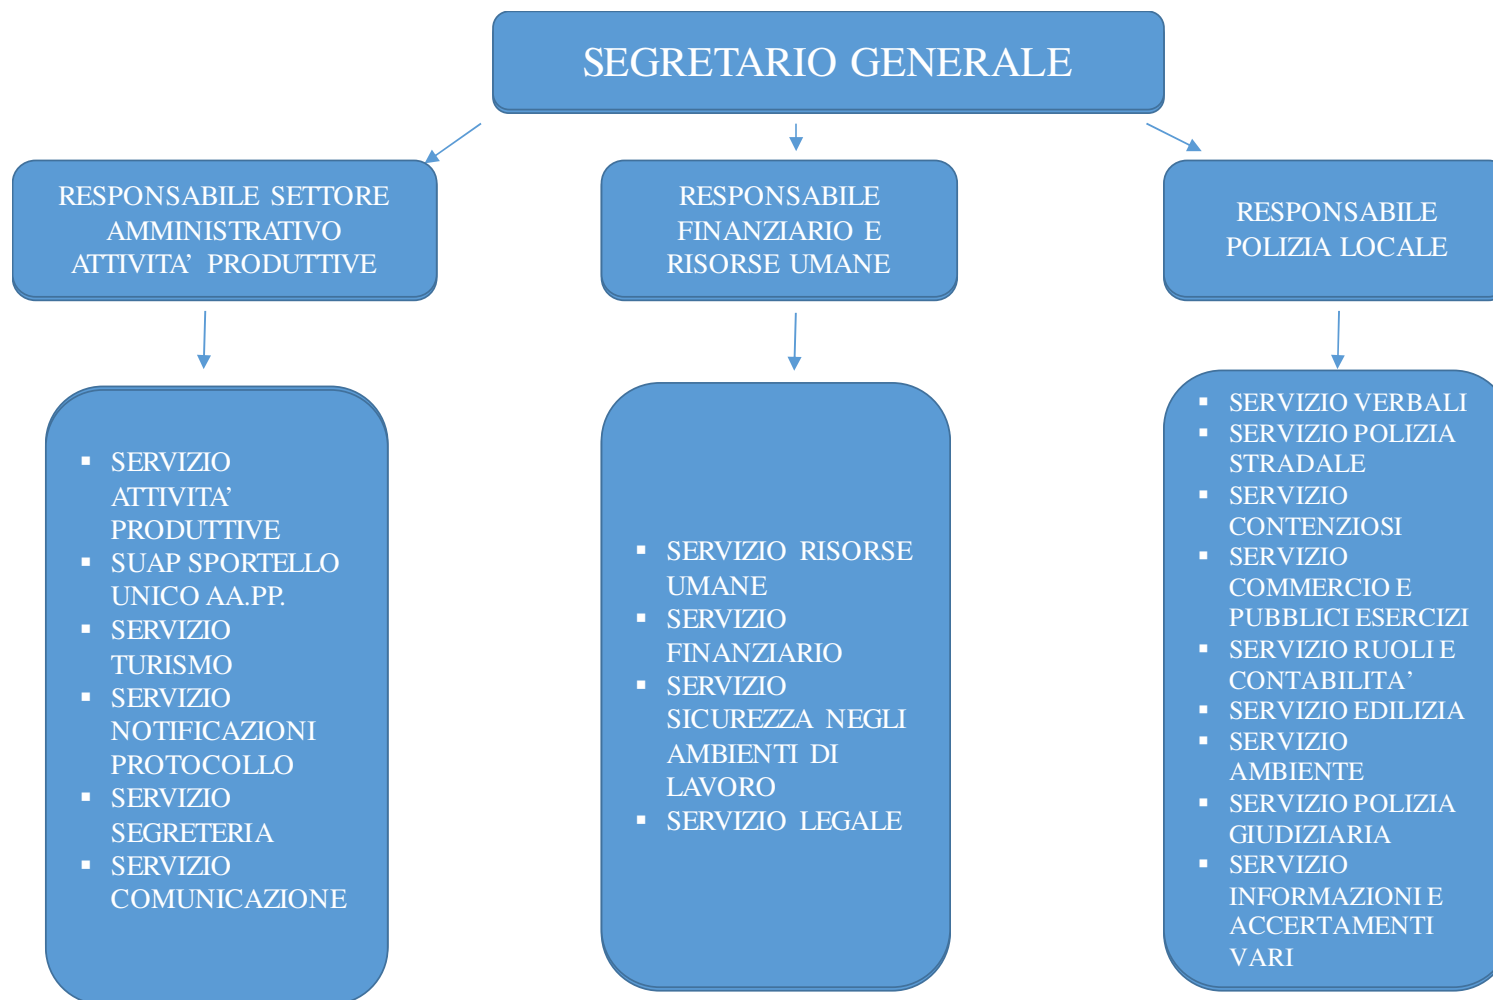 SEGRETARIO GENERALE
RESPONSABILE SETTORE
AMMINISTRATIVO
ATTIVITA’ PRODUTTIVE
RESPONSABILE
FINANZIARIO E
RISORSE UMANE
RESPONSABILE
POLIZIA LOCALE
▪ SERVIZIO
ATTIVITA’
PRODUTTIVE
▪ SUAP SPORTELLO
UNICO AA.PP.
▪ SERVIZIO
TURISMO
▪ SERVIZIO
NOTIFICAZIONI
PROTOCOLLO
▪ SERVIZIO
SEGRETERIA
▪ SERVIZIO
COMUNICAZIONE
▪ SERVIZIO RISORSE
UMANE
▪ SERVIZIO
FINANZIARIO
▪ SERVIZIO
SICUREZZA NEGLI
AMBIENTI DI
LAVORO
▪ SERVIZIO LEGALE
▪ SERVIZIO VERBALI
▪ SERVIZIO POLIZIA
STRADALE
▪ SERVIZIO
CONTENZIOSI
▪ SERVIZIO
COMMERCIO E
PUBBLICI ESERCIZI
▪ SERVIZIO RUOLI E
CONTABILITA’
▪ SERVIZIO EDILIZIA
▪ SERVIZIO
AMBIENTE
▪ SERVIZIO POLIZIA
GIUDIZIARIA
▪ SERVIZIO
INFORMAZIONI E
ACCERTAMENTI
VARI